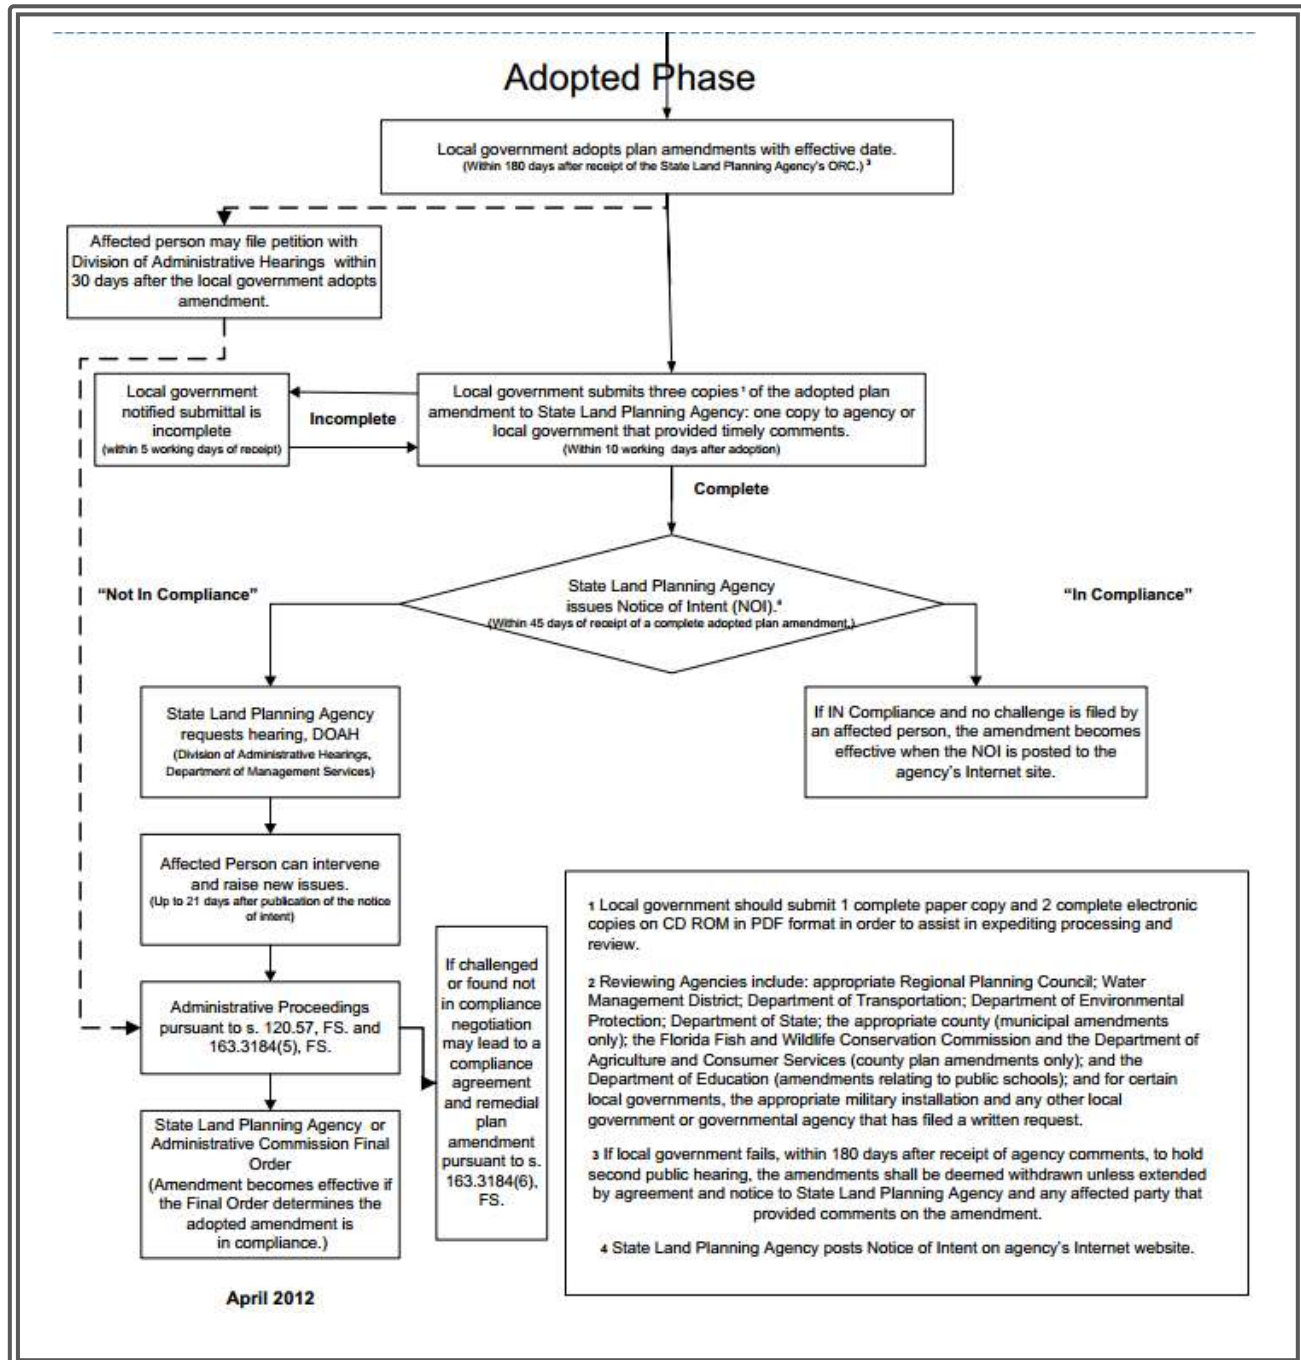 Adopted Phase
Local government adopts plan amendments with effective date.
(Within 180 days after receipt of the State Land Planning Agency's ORC.) ³
Affected person may file petition with
Division of Administrative Hearings within
30 days after the local government adopts
amendment.
Local government
notified submittal is
incomplete
(within 5 working days of receipt)
Incomplete
Local government submits three copies ¹ of the adopted plan
amendment to State Land Planning Agency: one copy to agency or
local government that provided timely comments.
(Within 10 working days after adoption)
Complete
"Not In Compliance"
State Land Planning Agency
issues Notice of Intent (NOI).⁴
(Within 45 days of receipt of a complete adopted plan amendment.)
"In Compliance"
State Land Planning Agency
requests hearing, DOAH
(Division of Administrative Hearings,
Department of Management Services)
If IN Compliance and no challenge is filed by
an affected person, the amendment becomes
effective when the NOI is posted to the
agency's Internet site.
Affected Person can intervene
and raise new issues.
(Up to 21 days after publication of the notice
of intent)
Administrative Proceedings
pursuant to s. 120.57, FS. and
163.3184(5), FS.
State Land Planning Agency or
Administrative Commission Final
Order
(Amendment becomes effective if
the Final Order determines the
adopted amendment is
in compliance.)
If challenged
or found not
in compliance
negotiation
may lead to a
compliance
agreement
and remedial
plan
amendment
pursuant to s.
163.3184(6),
FS.
1 Local government should submit 1 complete paper copy and 2 complete electronic
copies on CD ROM in PDF format in order to assist in expediting processing and
review.
2 Reviewing Agencies include: appropriate Regional Planning Council; Water
Management District; Department of Transportation; Department of Environmental
Protection; Department of State; the appropriate county (municipal amendments
only); the Florida Fish and Wildlife Conservation Commission and the Department of
Agriculture and Consumer Services (county plan amendments only); and the
Department of Education (amendments relating to public schools); and for certain
local governments, the appropriate military installation and any other local
government or governmental agency that has filed a written request.
3 If local government fails, within 180 days after receipt of agency comments, to hold
second public hearing, the amendments shall be deemed withdrawn unless extended
by agreement and notice to State Land Planning Agency and any affected party that
provided comments on the amendment.
4 State Land Planning Agency posts Notice of Intent on agency's Internet website.
April 2012